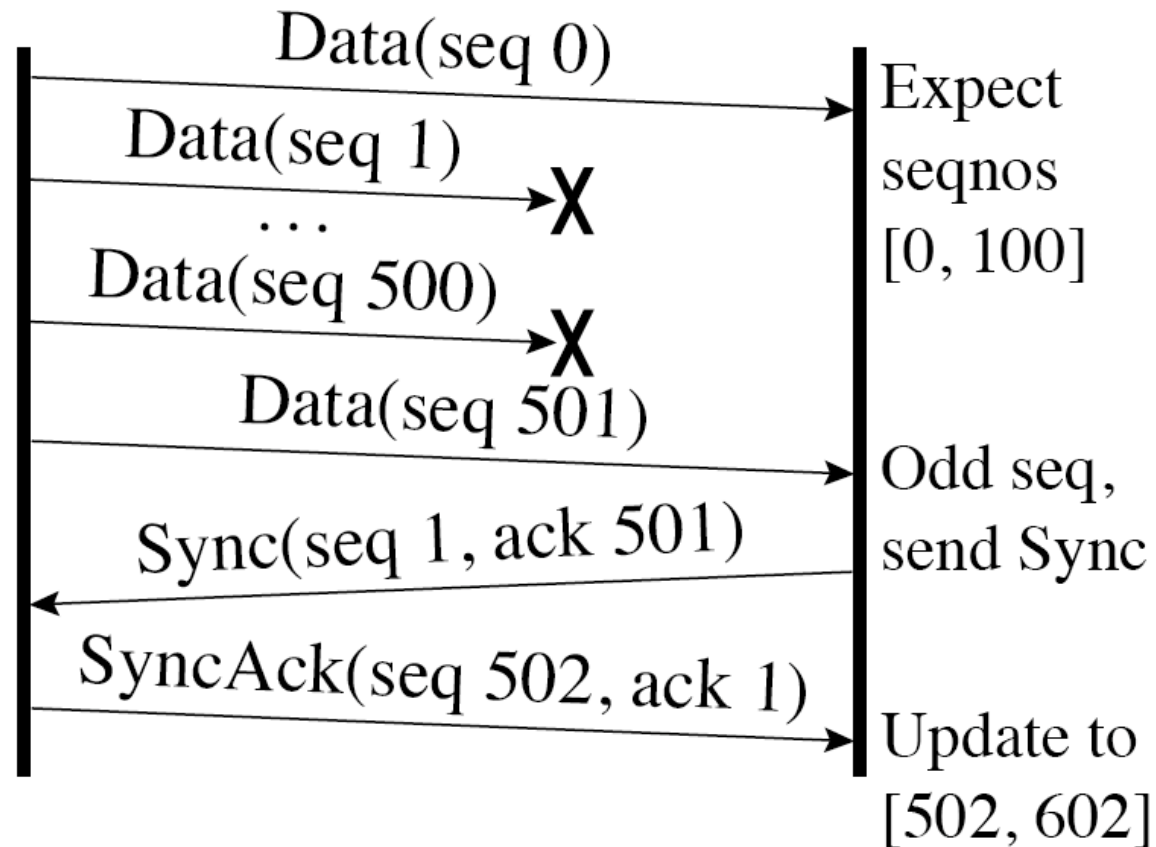 Data(seq 0)
Expect
seqnos
[0, 100]
Data(seq 1)
X
...
Data(seq 500)
X
Data(seq 501)
Odd seq,
send Sync
Sync(seq 1, ack 501)
SyncAck(seq 502, ack 1)
Update to
[502, 602]